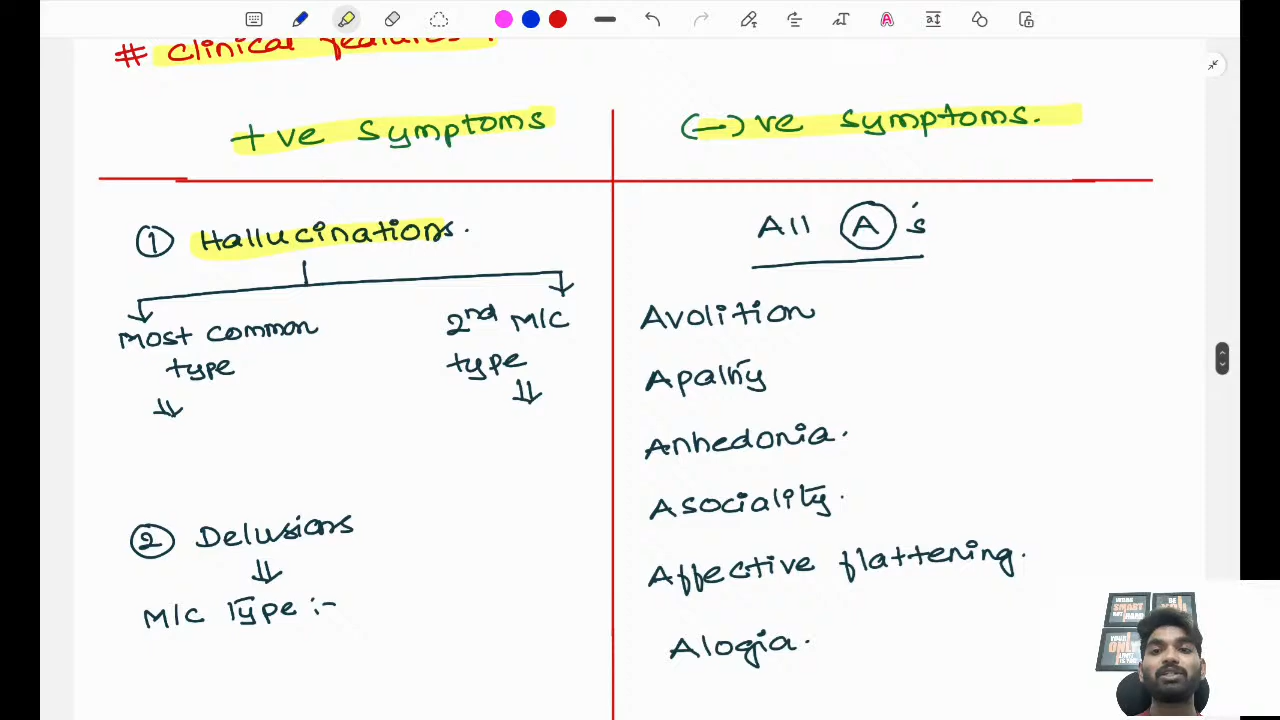 # Clinical features :
+ve symptoms
(-)ve symptoms.
① Hallucinations.
Most common type
⇓
2nd M/C type
⇓
② Delusions
⇓
M/C Type :-
All A's
Avolition
Apathy
Anhedonia.
Asociality.
Affective flattening.
Alogia.